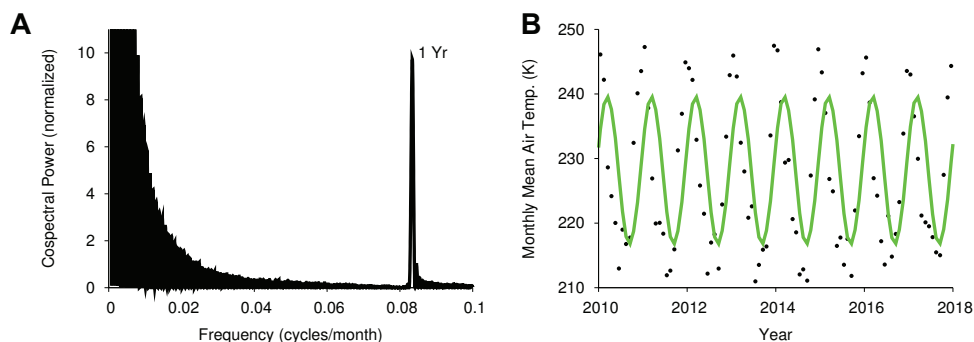 A
Cospectral Power (normalized)
10
8
6
4
2
0
1 Yr
0 0.02 0.04 0.06 0.08 0.1
Frequency (cycles/month)
B
Monthly Mean Air Temp. (K)
250
240
230
220
210
2010 2012 2014 2016 2018
Year